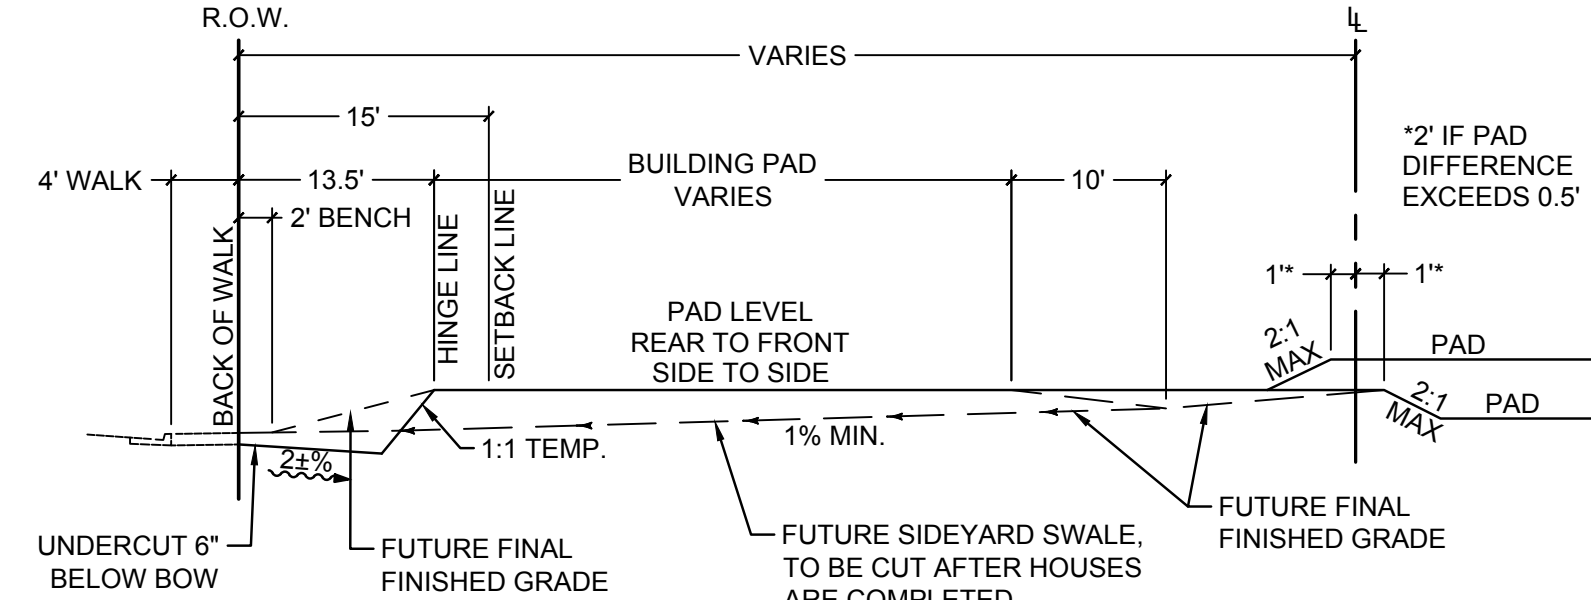 R.O.W.
LL
VARIES
15'
*2' IF PAD
DIFFERENCE
EXCEEDS 0.5'
4' WALK
13.5'
BUILDING PAD
VARIES
10'
2' BENCH
BACK OF WALK
HINGE LINE
SETBACK LINE
1'*
1'*
PAD LEVEL
REAR TO FRONT
SIDE TO SIDE
2:1
MAX
PAD
2:1
MAX
PAD
1:1 TEMP.
1% MIN.
2±%
UNDERCUT 6"
BELOW BOW
FUTURE FINAL
FINISHED GRADE
FUTURE SIDEYARD SWALE,
TO BE CUT AFTER HOUSES
ARE COMPLETED
FUTURE FINAL
FINISHED GRADE